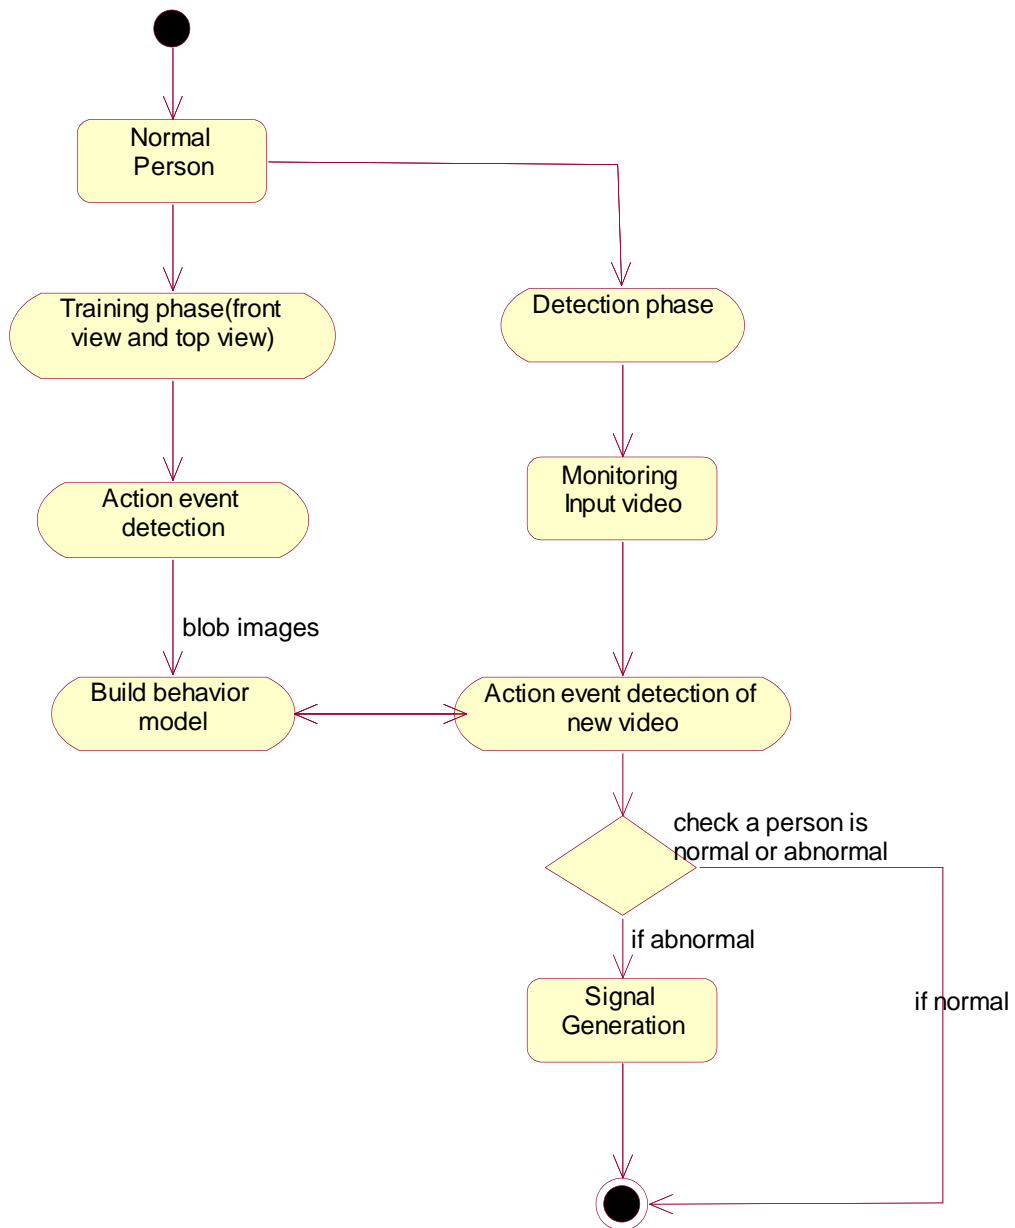 Normal
Person
Training phase(front
view and top view)
Detection phase
Action event
detection
Monitoring
Input video
blob images
Build behavior
model
Action event detection of
new video
check a person is
normal or abnormal
if abnormal
Signal
Generation
if normal